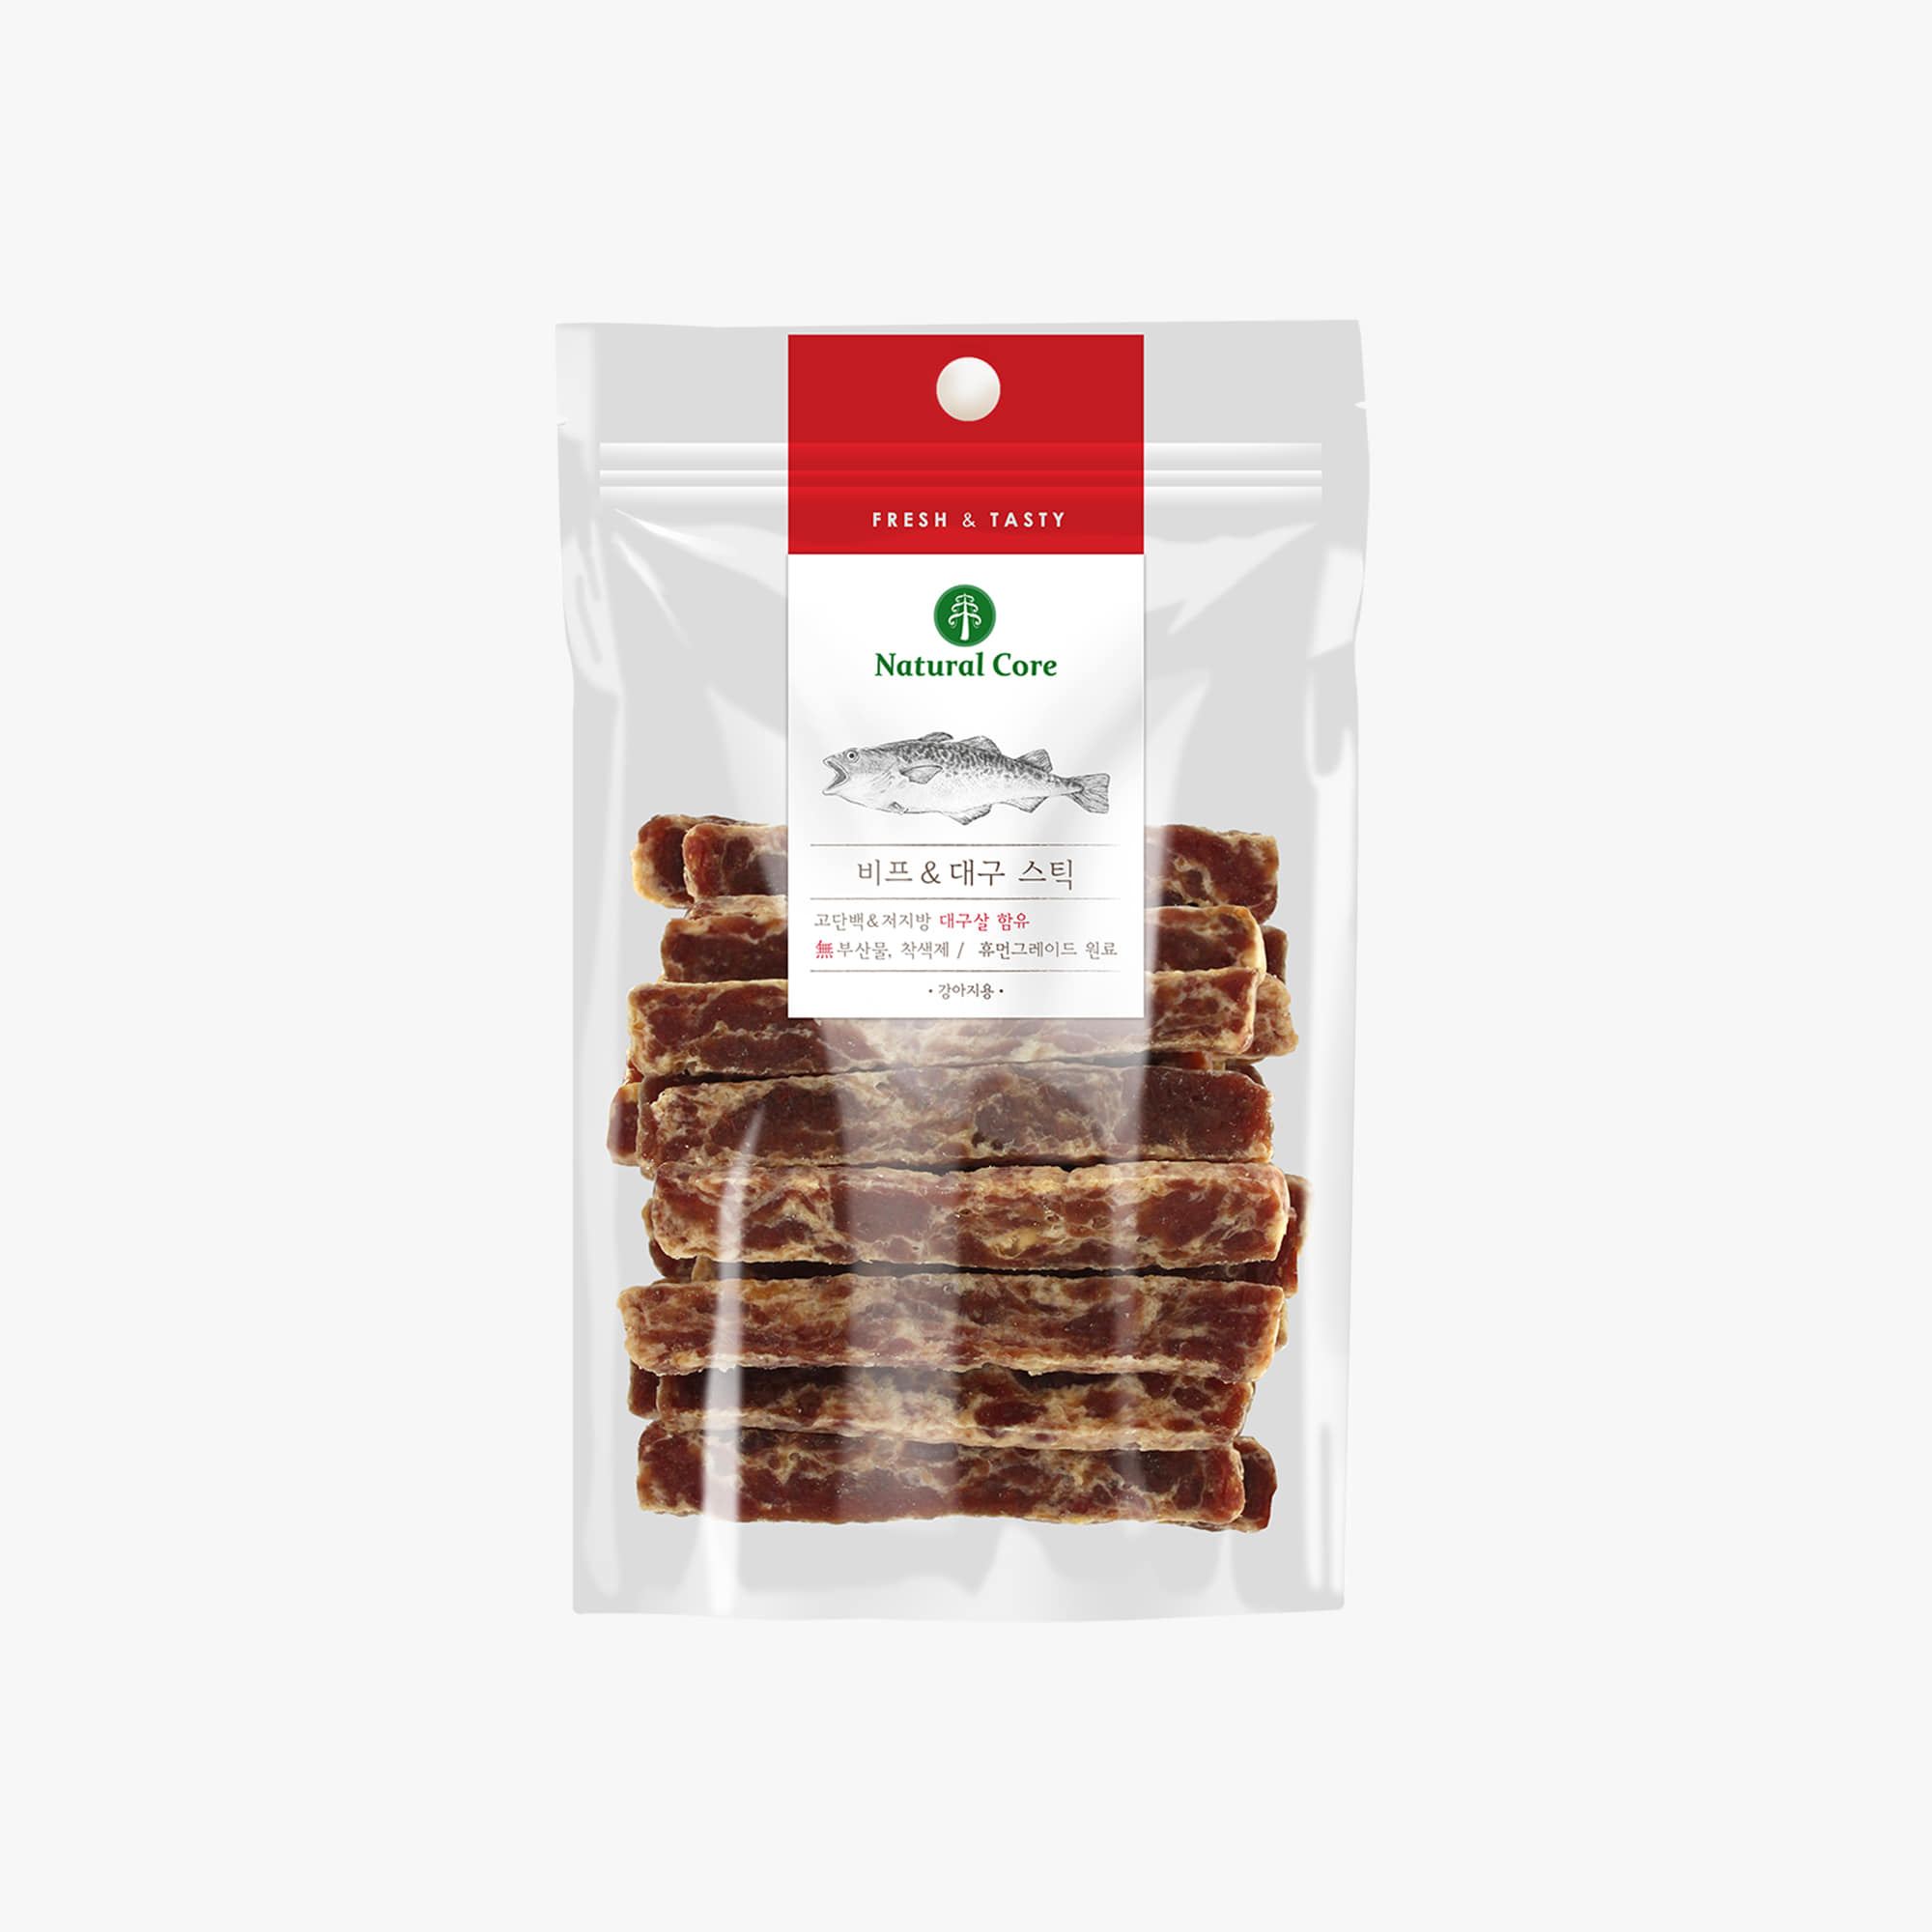 FRESH & TASTY
Natural Core
비프 & 대구 스틱
고단백&저지방 대구살 함유
無 부산물, 착색제 / 휴먼그레이드 원료
• 강아지용 •